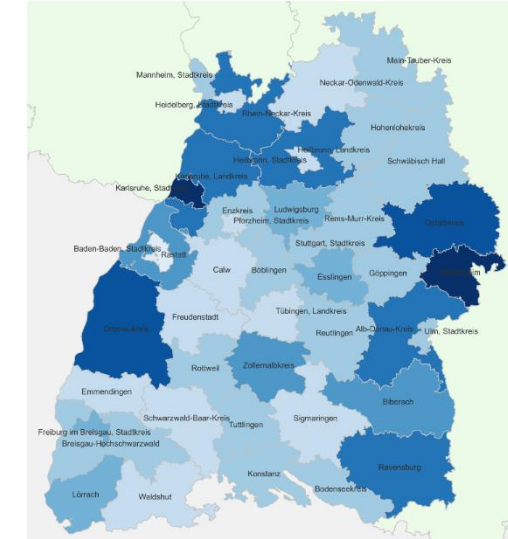 Main-Tauber-Kreis
Mannheim, Stadtkreis
Neckar-Odenwald-Kreis
Heidelberg, Stadtkreis
Rhein-Neckar-Kreis
Hohenlohekreis
Heilbronn, Landkreis
Heilbronn, Stadtkreis
Schwäbisch Hall
Karlsruhe, Landkreis
Karlsruhe, Stadtkreis
Enzkreis
Ludwigsburg
Pforzheim, Stadtkreis
Rems-Murr-Kreis
Ostalbkreis
Stuttgart, Stadtkreis
Baden-Baden, Stadtkreis
Rastatt
Calw
Böblingen
Esslingen
Göppingen
Heidenheim
Freudenstadt
Tübingen, Landkreis
Reutlingen
Alb-Donau-Kreis
Ulm, Stadtkreis
Ortenaukreis
Rottweil
Zollernalbkreis
Emmendingen
Biberach
Schwarzwald-Baar-Kreis
Sigmaringen
Tuttlingen
Freiburg im Breisgau, Stadtkreis
Breisgau-Hochschwarzwald
Ravensburg
Konstanz
Bodenseekreis
Lörrach
Waldshut